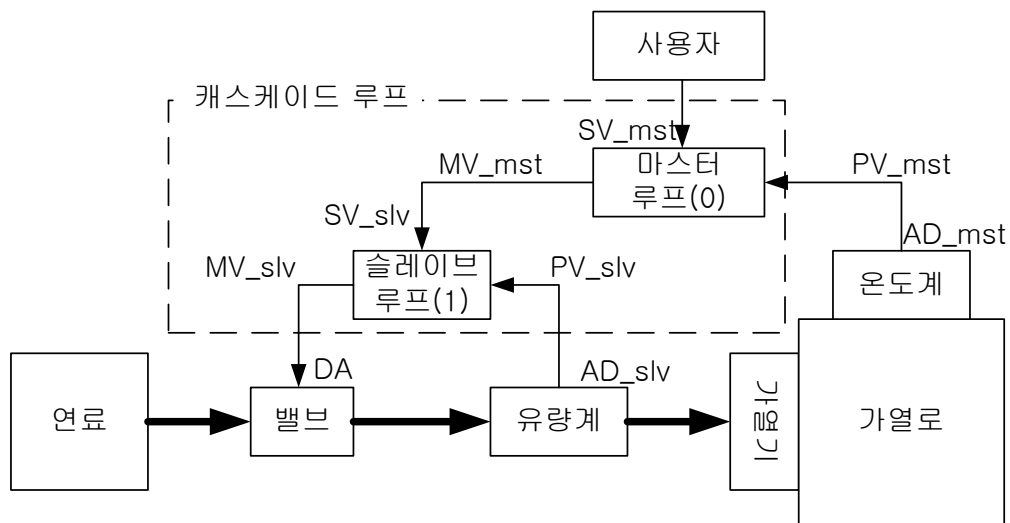 사용자
캐스케이드 루프
SV_mst
MV_mst
마스터
루프(0)
PV_mst
SV_slv
AD_mst
MV_slv
슬레이브
루프(1)
PV_slv
온도계
DA
AD_slv
연료
밸브
유량계
가열기
가열로